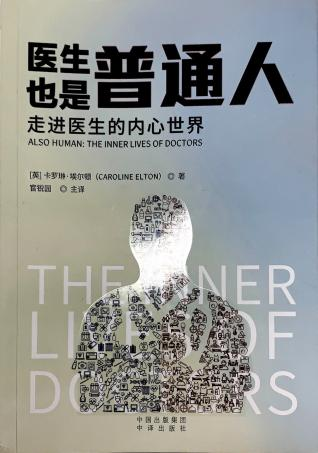 医生
也是
普通人
走进医生的内心世界
ALSO HUMAN: THE INNER LIVES OF DOCTORS
[英] 卡罗琳·埃尔顿（CAROLINE ELTON） ◎ 著
官锐园 ◎ 主译
THE INNER
LIVES OF
DOCTORS
中国出版集团
中译出版社